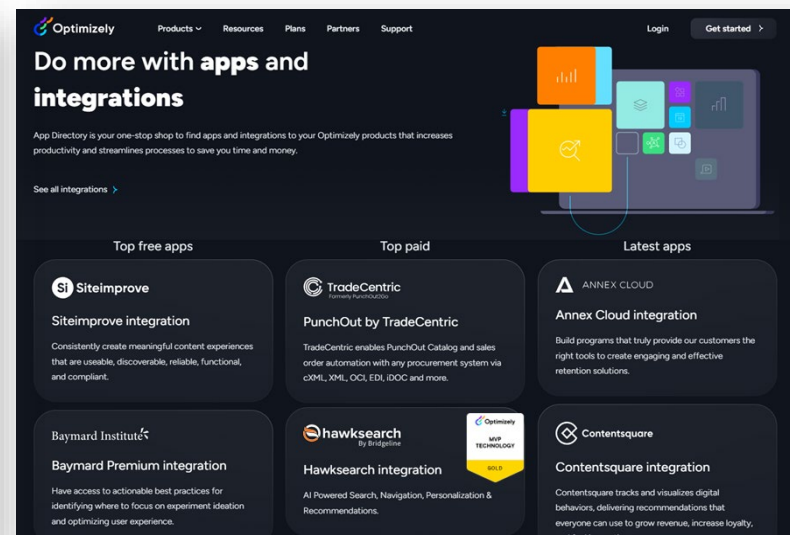 Optimizely
Products
Resources
Plans
Partners
Support
Login
Get started
Do more with apps and
integrations
App Directory is your one-stop shop to find apps and integrations to your Optimizely products that increases
productivity and streamlines processes to save you time and money.
See all integrations
Top free apps
Si Siteimprove
Siteimprove integration
Consistently create meaningful content experiences
that are useable, discoverable, reliable, functional,
and compliant.
Baymard Institute
Baymard Premium integration
Have access to actionable best practices for
identifying where to focus on experiment ideation
and optimizing user experience.
Top paid
TradeCentric
Formerly PunchOut2Go
PunchOut by TradeCentric
TradeCentric enables PunchOut Catalog and sales
order automation with any procurement system via
cXML, XML, OCI, EDI, iDOC and more.
hawksearch
By Bridgeline
Optimizely
MVP
TECHNOLOGY
GOLD
Hawksearch integration
AI Powered Search, Navigation, Personalization &
Recommendations.
Latest apps
ANNEX CLOUD
Annex Cloud integration
Build programs that truly provide our customers the
right tools to create engaging and effective
retention solutions.
Contentsquare
Contentsquare integration
Contentsquare tracks and visualizes digital
behaviors, delivering recommendations that
everyone can use to grow revenue, increase loyalty,